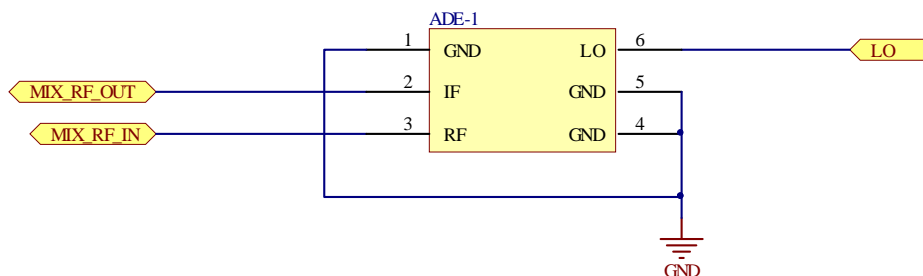 ADE-1
1 GND LO 6 LO
MIX_RF_OUT 2 IF GND 5
MIX_RF_IN 3 RF GND 4
GND